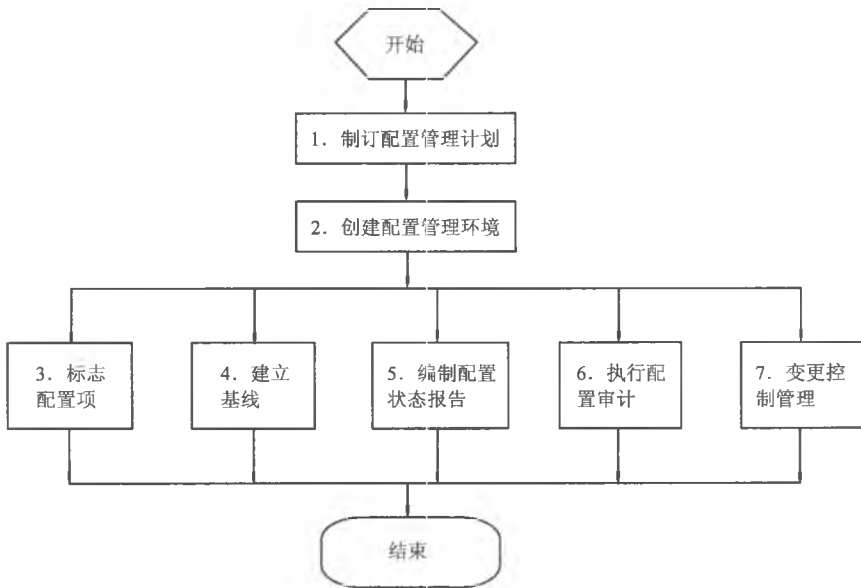 开始
1. 制订配置管理计划
2. 创建配置管理环境
3. 标志
配置项
4. 建立
基线
5. 编制配置
状态报告
6. 执行配
置审计
7. 变更控
制管理
结束